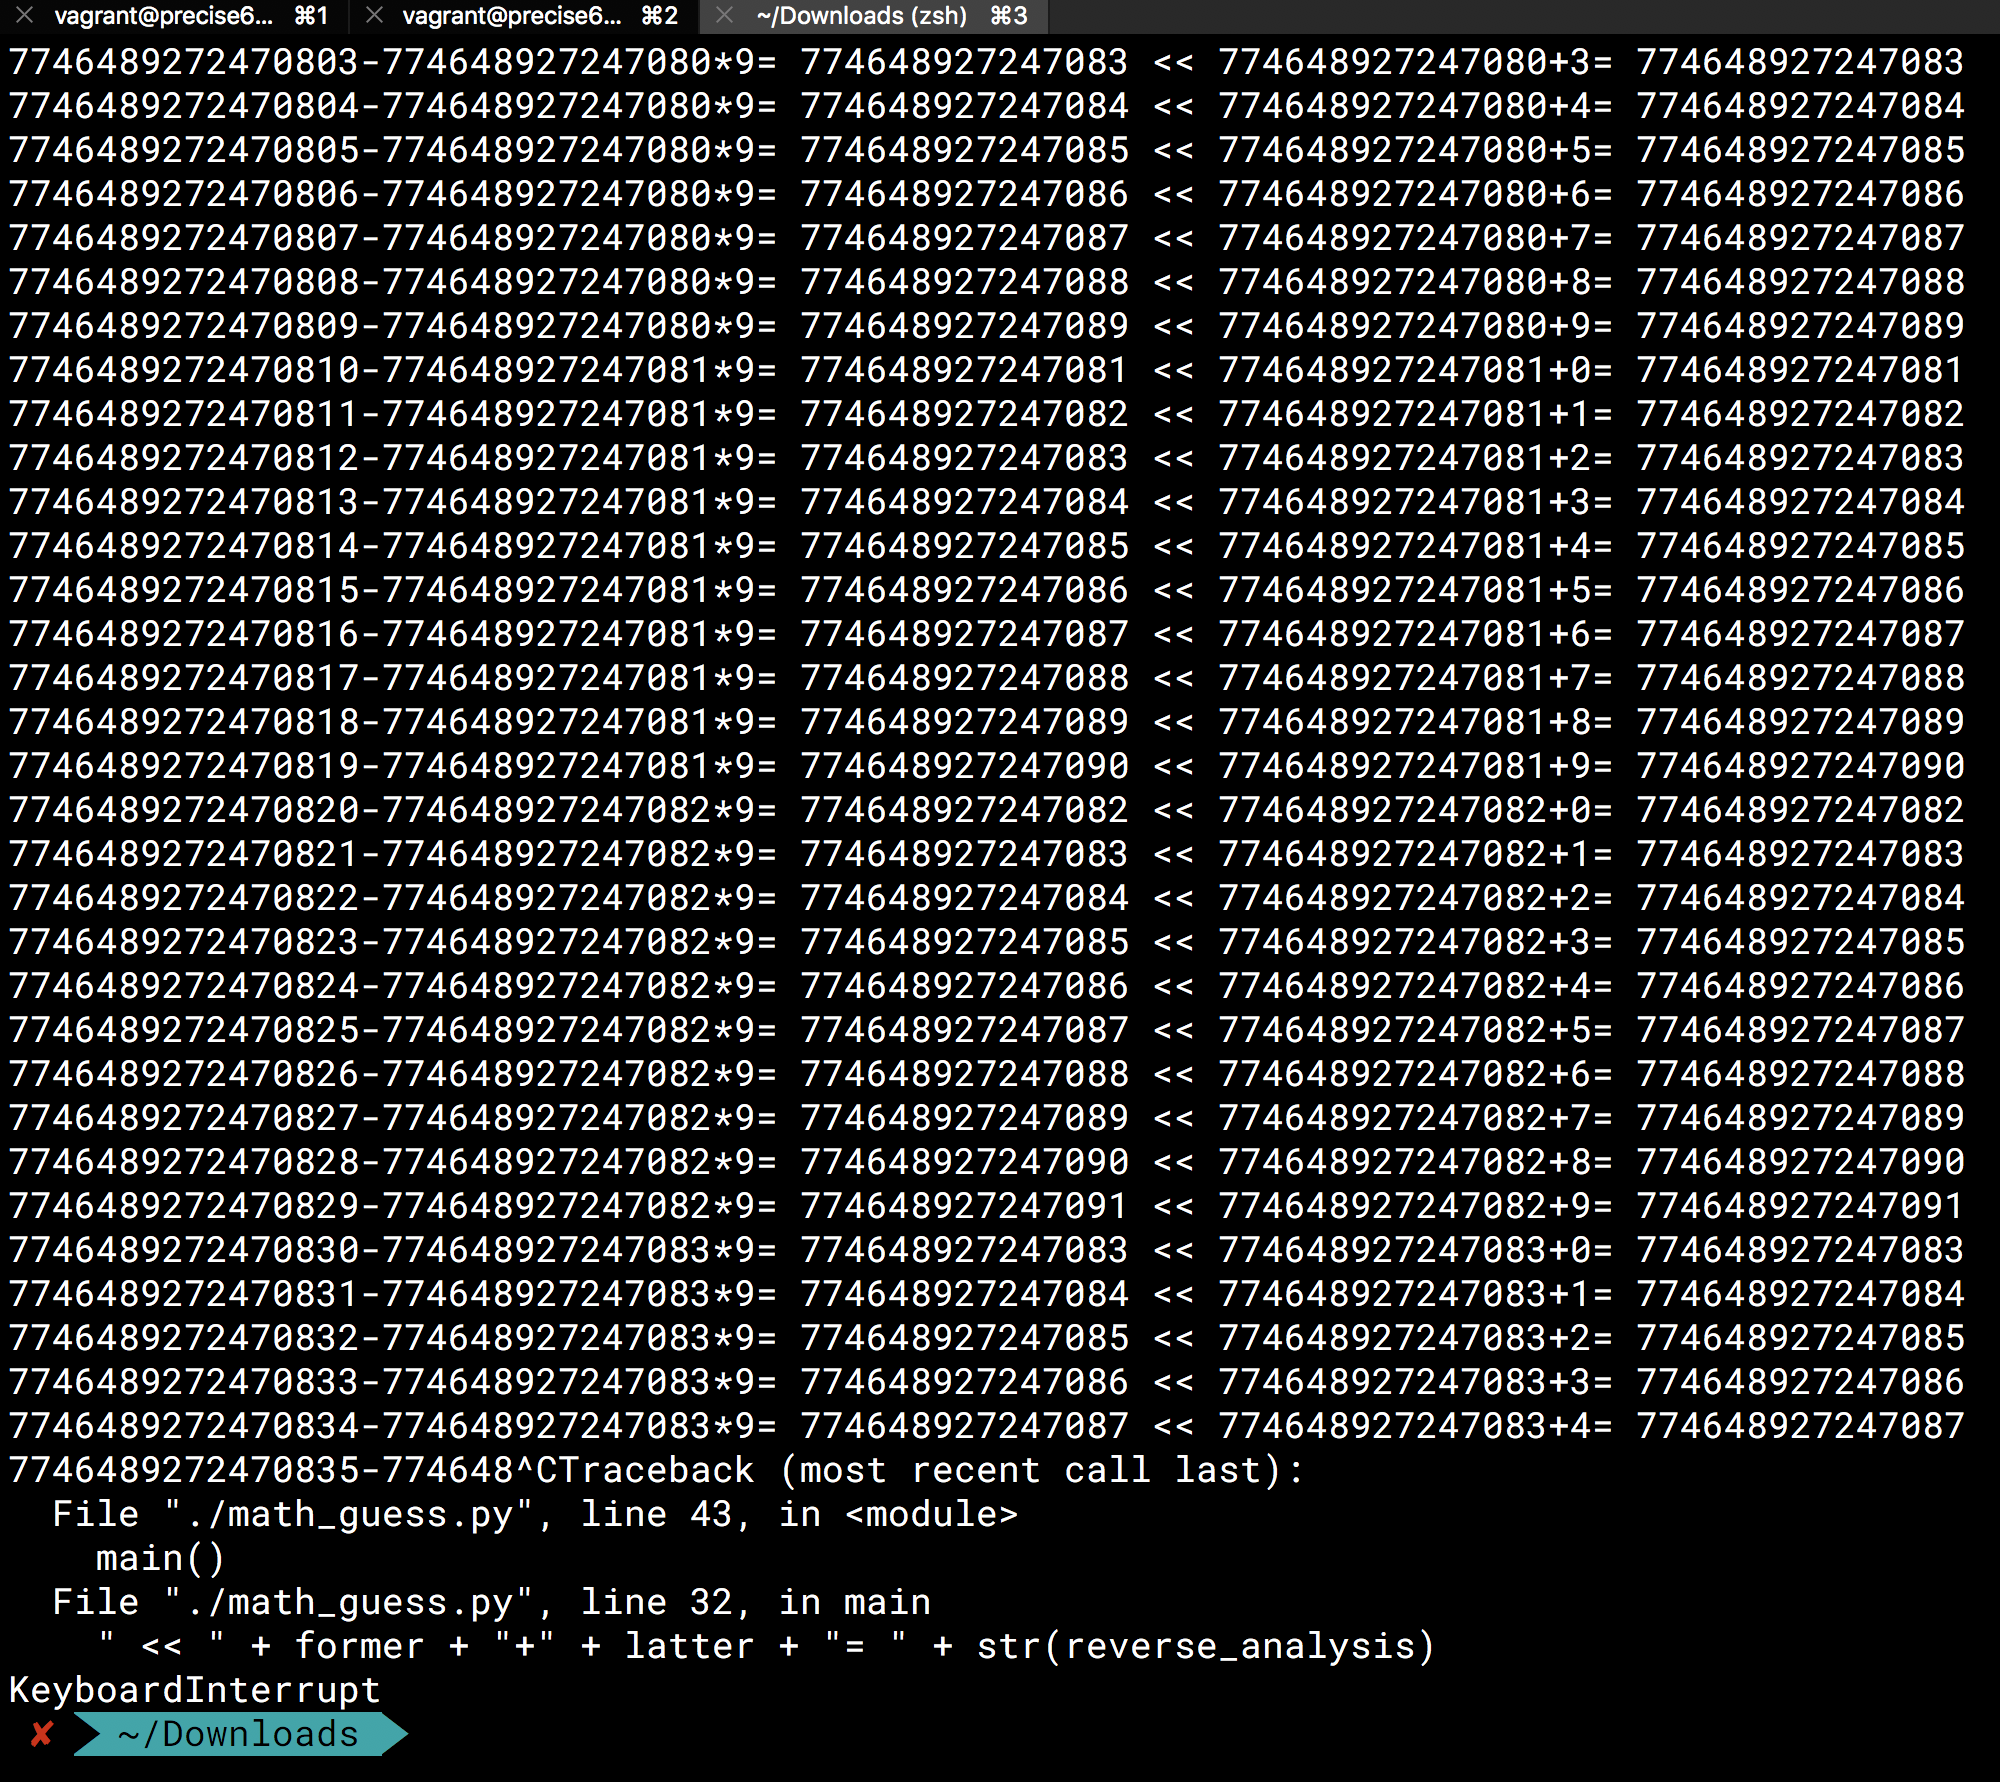 vagrant@precise6... ⌘1 vagrant@precise6... ⌘2 ~/Downloads (zsh) ⌘3
7746489272470803-774648927247080*9= 774648927247083 << 774648927247080+3= 774648927247083
7746489272470804-774648927247080*9= 774648927247084 << 774648927247080+4= 774648927247084
7746489272470805-774648927247080*9= 774648927247085 << 774648927247080+5= 774648927247085
7746489272470806-774648927247080*9= 774648927247086 << 774648927247080+6= 774648927247086
7746489272470807-774648927247080*9= 774648927247087 << 774648927247080+7= 774648927247087
7746489272470808-774648927247080*9= 774648927247088 << 774648927247080+8= 774648927247088
7746489272470809-774648927247080*9= 774648927247089 << 774648927247080+9= 774648927247089
7746489272470810-774648927247081*9= 774648927247081 << 774648927247081+0= 774648927247081
7746489272470811-774648927247081*9= 774648927247082 << 774648927247081+1= 774648927247082
7746489272470812-774648927247081*9= 774648927247083 << 774648927247081+2= 774648927247083
7746489272470813-774648927247081*9= 774648927247084 << 774648927247081+3= 774648927247084
7746489272470814-774648927247081*9= 774648927247085 << 774648927247081+4= 774648927247085
7746489272470815-774648927247081*9= 774648927247086 << 774648927247081+5= 774648927247086
7746489272470816-774648927247081*9= 774648927247087 << 774648927247081+6= 774648927247087
7746489272470817-774648927247081*9= 774648927247088 << 774648927247081+7= 774648927247088
7746489272470818-774648927247081*9= 774648927247089 << 774648927247081+8= 774648927247089
7746489272470819-774648927247081*9= 774648927247090 << 774648927247081+9= 774648927247090
7746489272470820-774648927247082*9= 774648927247082 << 774648927247082+0= 774648927247082
7746489272470821-774648927247082*9= 774648927247083 << 774648927247082+1= 774648927247083
7746489272470822-774648927247082*9= 774648927247084 << 774648927247082+2= 774648927247084
7746489272470823-774648927247082*9= 774648927247085 << 774648927247082+3= 774648927247085
7746489272470824-774648927247082*9= 774648927247086 << 774648927247082+4= 774648927247086
7746489272470825-774648927247082*9= 774648927247087 << 774648927247082+5= 774648927247087
7746489272470826-774648927247082*9= 774648927247088 << 774648927247082+6= 774648927247088
7746489272470827-774648927247082*9= 774648927247089 << 774648927247082+7= 774648927247089
7746489272470828-774648927247082*9= 774648927247090 << 774648927247082+8= 774648927247090
7746489272470829-774648927247082*9= 774648927247091 << 774648927247082+9= 774648927247091
7746489272470830-774648927247083*9= 774648927247083 << 774648927247083+0= 774648927247083
7746489272470831-774648927247083*9= 774648927247084 << 774648927247083+1= 774648927247084
7746489272470832-774648927247083*9= 774648927247085 << 774648927247083+2= 774648927247085
7746489272470833-774648927247083*9= 774648927247086 << 774648927247083+3= 774648927247086
7746489272470834-774648927247083*9= 774648927247087 << 774648927247083+4= 774648927247087
7746489272470835-774648^CTraceback (most recent call last):
  File "./math_guess.py", line 43, in <module>
    main()
  File "./math_guess.py", line 32, in main
    " << " + former + "+" + latter + "= " + str(reverse_analysis)
KeyboardInterrupt
✘ ~/Downloads